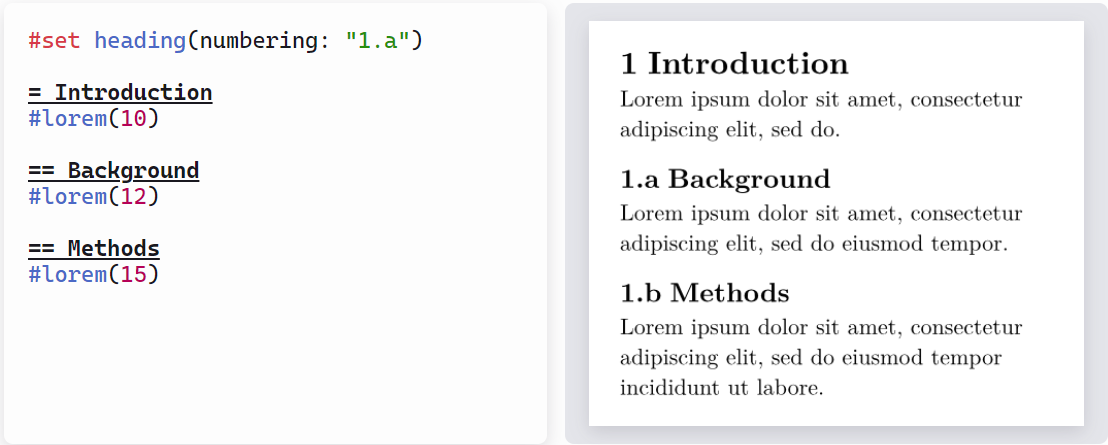 #set heading(numbering: "1.a")
= Introduction
#lorem(10)
== Background
#lorem(12)
== Methods
#lorem(15)
1 Introduction
Lorem ipsum dolor sit amet, consectetur
adipiscing elit, sed do.
1.a Background
Lorem ipsum dolor sit amet, consectetur
adipiscing elit, sed do eiusmod tempor.
1.b Methods
Lorem ipsum dolor sit amet, consectetur
adipiscing elit, sed do eiusmod tempor
incididunt ut labore.